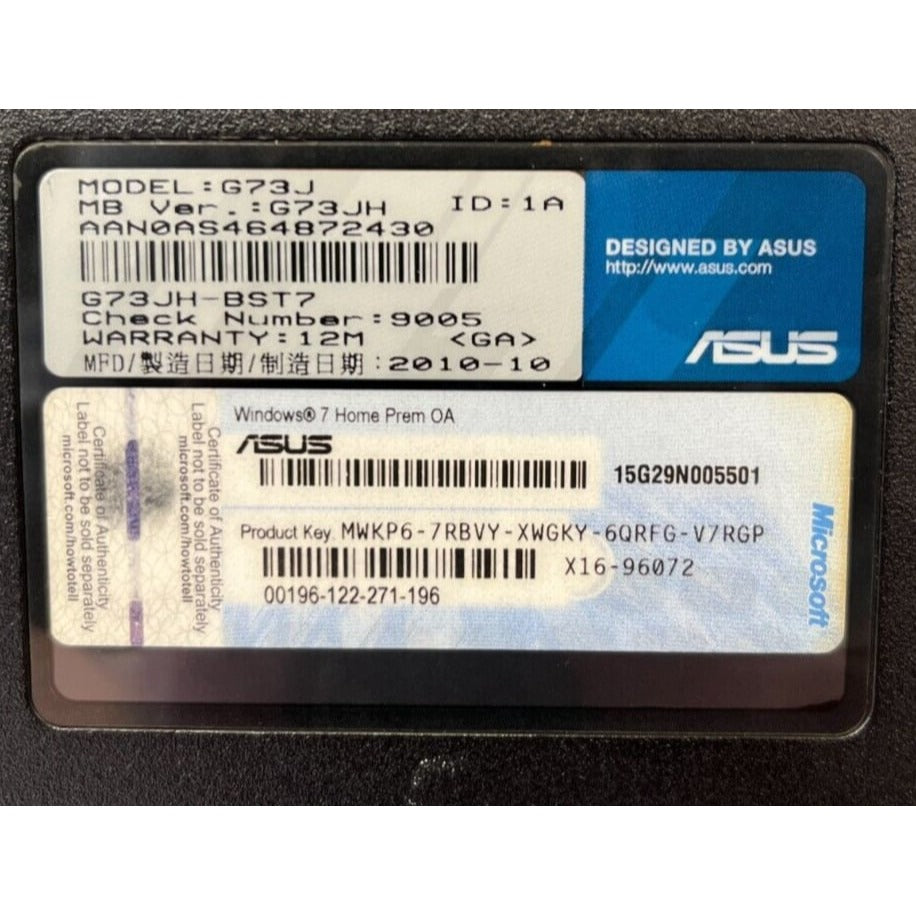 MODEL:G73J
MB Ver.:G73JH ID:1A
AAN0AS464872430
G73JH-BST7
Check Number:9005
WARRANTY:12M <GA>
MFD/製造日期/制造日期:2010-10
DESIGNED BY ASUS
http://www.asus.com
ASUS
Certificate of Authenticity
Label not to be sold separately
Certificate of Authenticity
Label not to be sold separately
microsoft.com/howtotell
microsoft.com/howtotell
Windows® 7 Home Prem OA
ASUS
15G29N005501
Product Key: MWKP6-7RBVY-XWGKY-6QRFG-V7RGP
X16-96072
00196-122-271-196
Microsoft